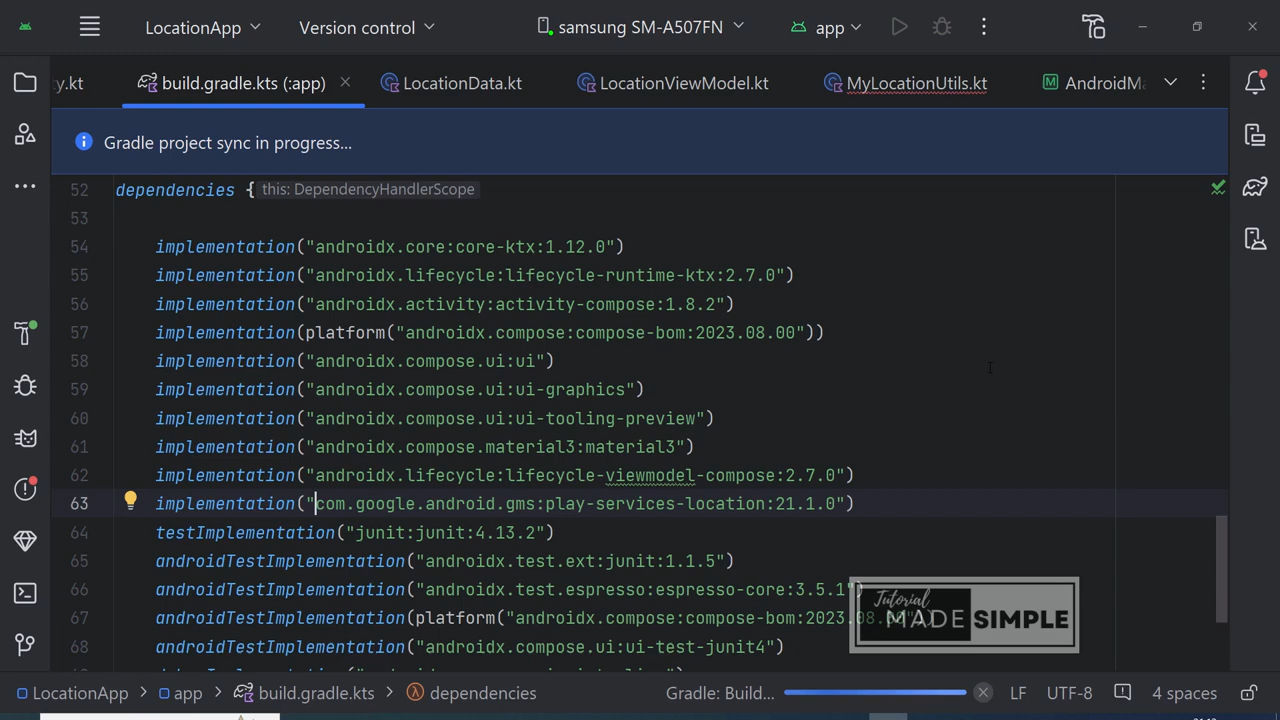 LocationApp
Version control
samsung SM-A507FN
app
ty.kt
build.gradle.kts (:app)
LocationData.kt
LocationViewModel.kt
MyLocationUtils.kt
AndroidMa
Gradle project sync in progress...
52 dependencies { this: DependencyHandlerScope
53
54 implementation("androidx.core:core-ktx:1.12.0")
55 implementation("androidx.lifecycle:lifecycle-runtime-ktx:2.7.0")
56 implementation("androidx.activity:activity-compose:1.8.2")
57 implementation(platform("androidx.compose:compose-bom:2023.08.00"))
58 implementation("androidx.compose.ui:ui")
59 implementation("androidx.compose.ui:ui-graphics")
60 implementation("androidx.compose.ui:ui-tooling-preview")
61 implementation("androidx.compose.material3:material3")
62 implementation("androidx.lifecycle:lifecycle-viewmodel-compose:2.7.0")
63 implementation("com.google.android.gms:play-services-location:21.1.0")
64 testImplementation("junit:junit:4.13.2")
65 androidTestImplementation("androidx.test.ext:junit:1.1.5")
66 androidTestImplementation("androidx.test.espresso:espresso-core:3.5.1")
67 androidTestImplementation(platform("androidx.compose:compose-bom:2023.08.00"))
68 androidTestImplementation("androidx.compose.ui:ui-test-junit4")
Tutorial
MADE SIMPLE
LocationApp > app > build.gradle.kts > dependencies
Gradle: Build...
LF
UTF-8
4 spaces